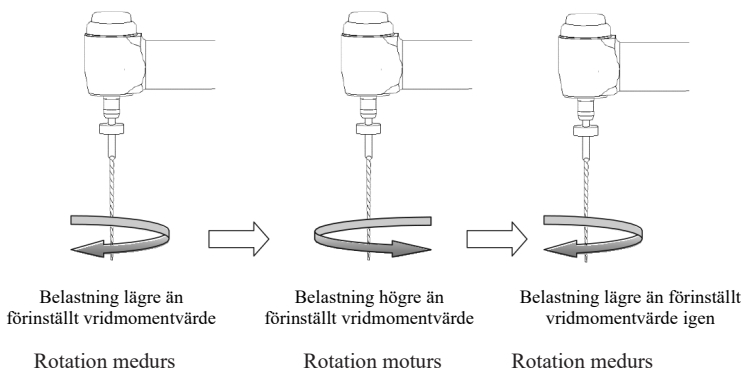 Belastning lägre än
förinställt vridmomentvärde
Belastning högre än
förinställt vridmomentvärde
Belastning lägre än förinställt
vridmomentvärde igen
Rotation medurs
Rotation moturs
Rotation medurs